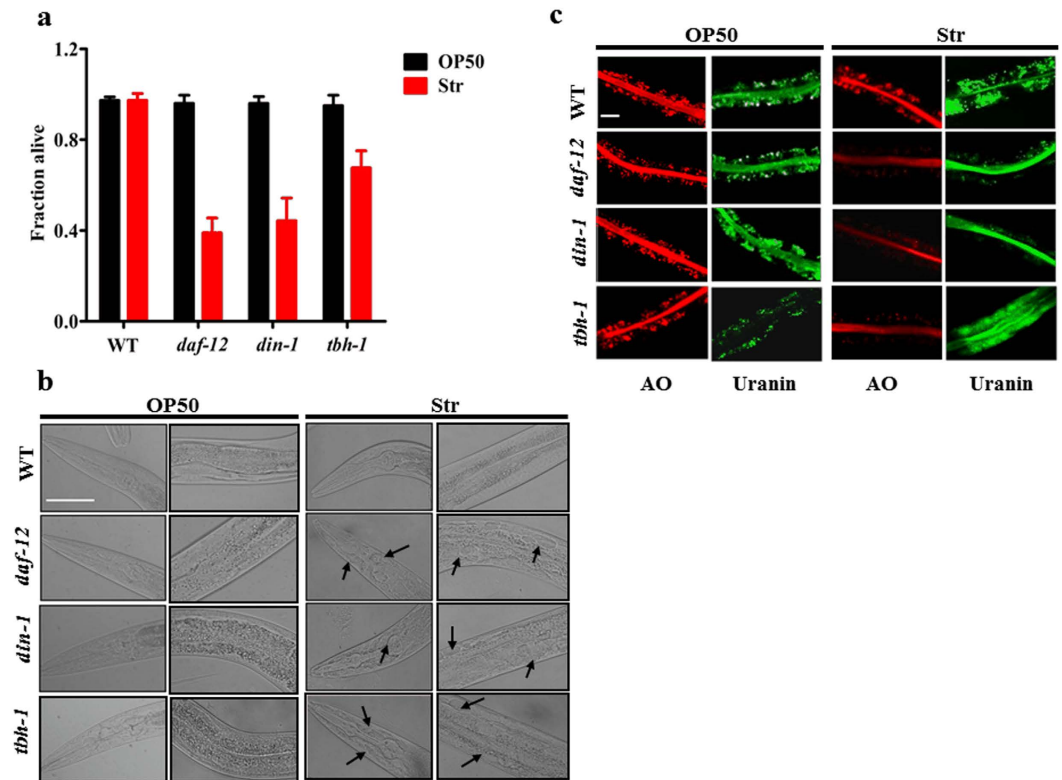 a
1.2
0.8
0.4
0.0
Fraction alive
OP50
Str
WT daf-12 din-1 tbh-1
b
OP50 Str
WT
daf-12
din-1
tbh-1
c
OP50 Str
WT
daf-12
din-1
tbh-1
AO Uranin AO Uranin